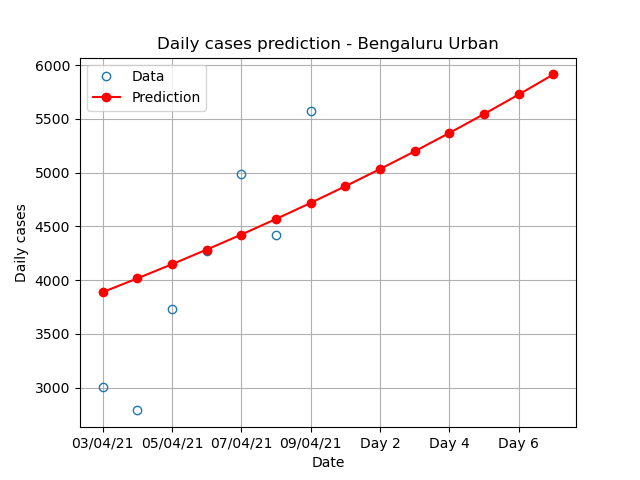 Daily cases prediction - Bengaluru Urban
Data
Prediction
6000
5500
5000
4500
4000
3500
3000
Daily cases
03/04/21 05/04/21 07/04/21 09/04/21 Day 2 Day 4 Day 6
Date